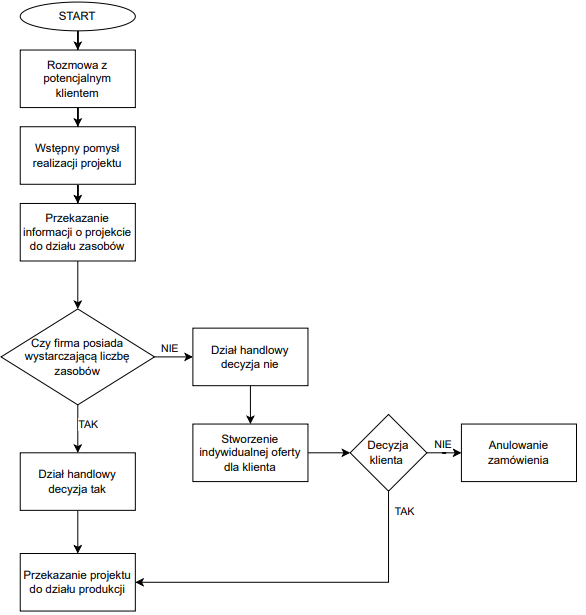 START
Rozmowa z
potencjalnym
klientem
Wstępny pomysł
realizacji projektu
Przekazanie
informacji o projekcie
do działu zasobów
Czy firma posiada
wystarczającą liczbę
zasobów
NIE
Dział handlowy
decyzja nie
TAK
Stworzenie
indywidualnej oferty
dla klienta
Decyzja
klienta
NIE
Anulowanie
zamówienia
Dział handlowy
decyzja tak
TAK
Przekazanie projektu
do działu produkcji